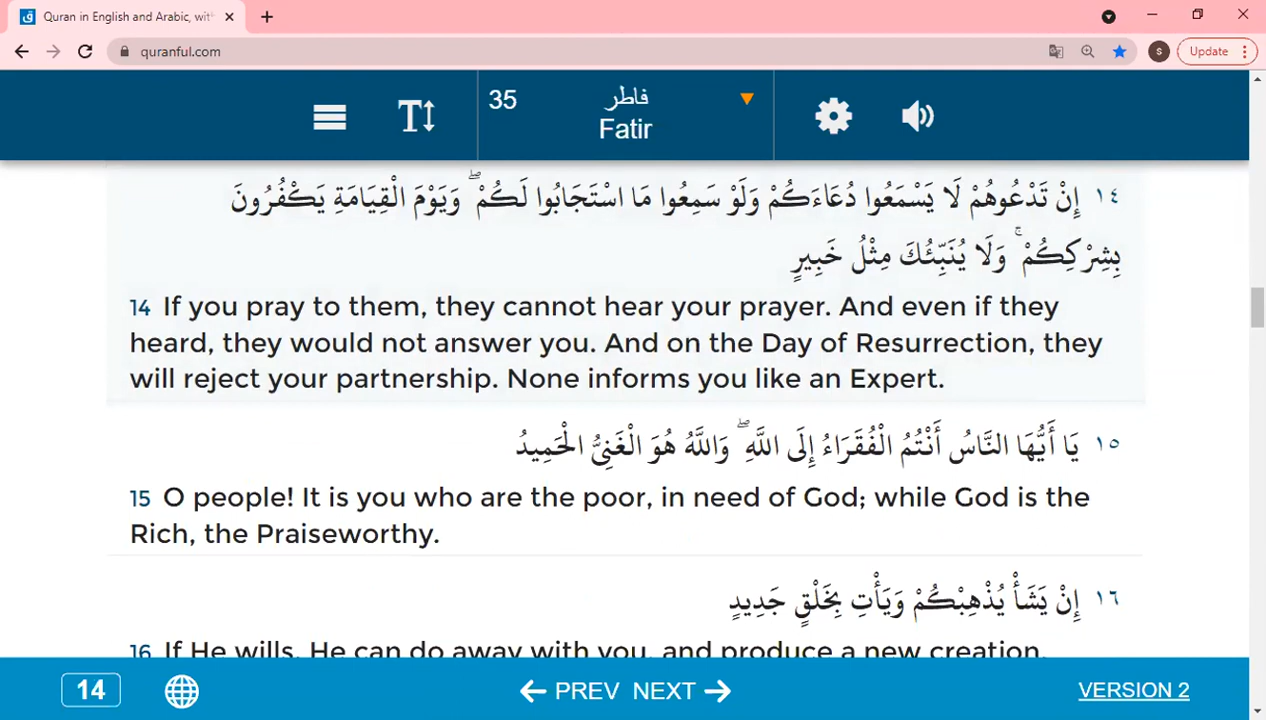 Quran in English and Arabic, wit
quranful.com
S
Update
T
35
فاطر
Fatir
١٤ إِنْ تَدْعُوهُمْ لَا يَسْمَعُوا دُعَاءَكُمْ وَلَوْ سَمِعُوا مَا اسْتَجَابُوا لَكُمْ ۖ وَيَوْمَ الْقِيَامَةِ يَكْفُرُونَ
بِشِرْكِكُمْ ۚ وَلَا يُنَبِّئُكَ مِثْلُ خَبِيرٍ
14 If you pray to them, they cannot hear your prayer. And even if they
heard, they would not answer you. And on the Day of Resurrection, they
will reject your partnership. None informs you like an Expert.
١٥ يَا أَيُّهَا النَّاسُ أَنْتُمُ الْفُقَرَاءُ إِلَى اللَّهِ ۖ وَاللَّهُ هُوَ الْغَنِيُّ الْحَمِيدُ
15 O people! It is you who are the poor, in need of God; while God is the
Rich, the Praiseworthy.
١٦ إِنْ يَشَأْ يُذْهِبْكُمْ وَيَأْتِ بِخَلْقٍ جَدِيدٍ
16 If He wills, He can do away with you, and produce a new creation.
14
PREV NEXT
VERSION 2